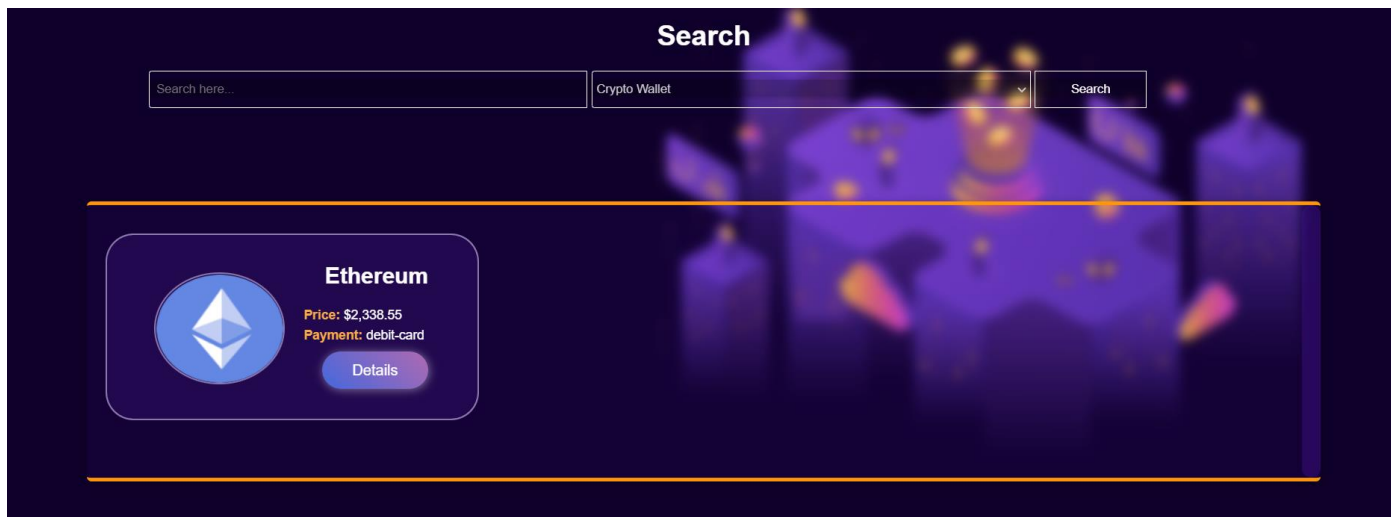 Search
Search here...
Crypto Wallet
Search
Ethereum
Price: $2,338.55
Payment: debit-card
Details